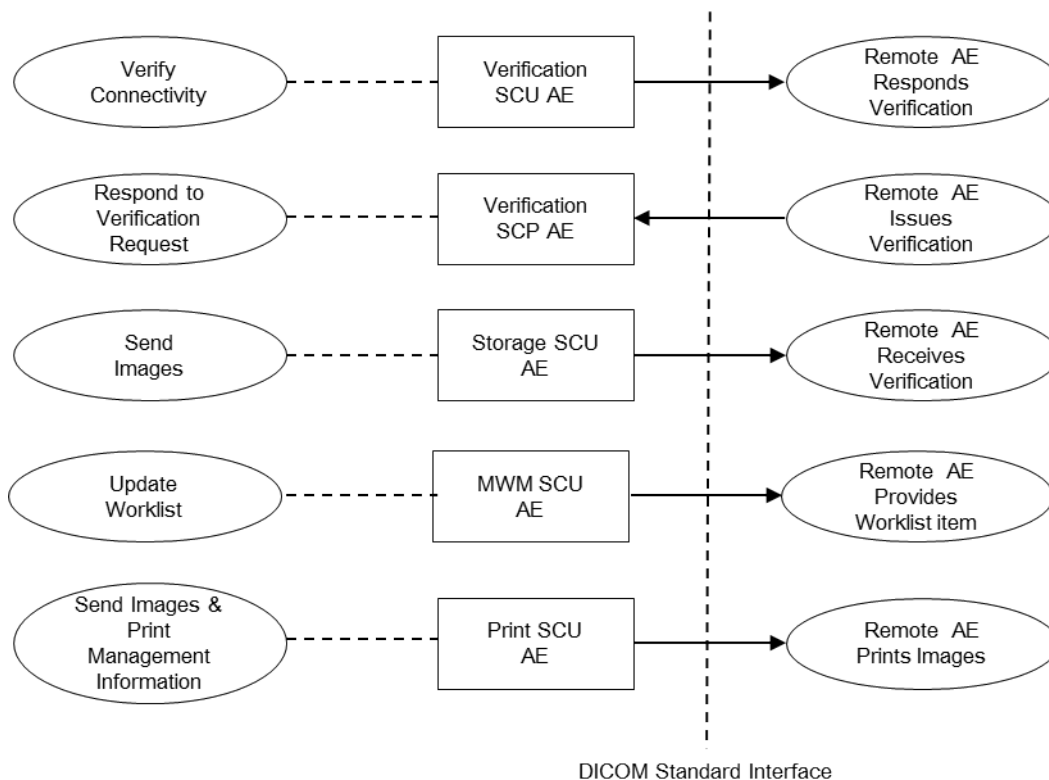 Verify
Connectivity
Verification
SCU AE
Remote AE
Responds
Verification
Respond to
Verification
Request
Verification
SCP AE
Remote AE
Issues
Verification
Send
Images
Storage SCU
AE
Remote AE
Receives
Verification
Update
Worklist
MWM SCU
AE
Remote AE
Provides
Worklist item
Send Images &
Print
Management
Information
Print SCU
AE
Remote AE
Prints Images
DICOM Standard Interface